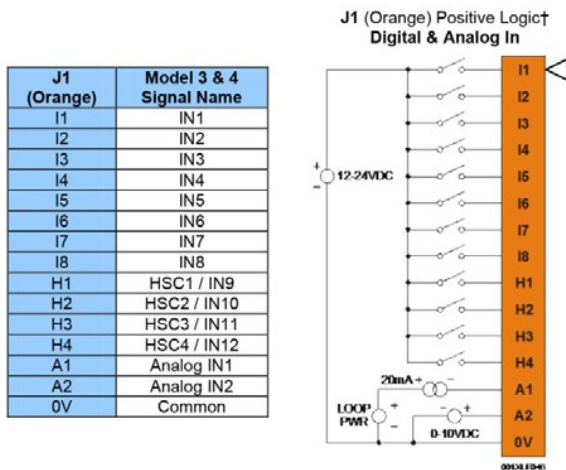 J1 (Orange) Positive Logic†
Digital & Analog In
J1 (Orange) Model 3 & 4 Signal Name
I1 IN1
I2 IN2
I3 IN3
I4 IN4
I5 IN5
I6 IN6
I7 IN7
I8 IN8
H1 HSC1 / IN9
H2 HSC2 / IN10
H3 HSC3 / IN11
H4 HSC4 / IN12
A1 Analog IN1
A2 Analog IN2
0V Common
I1
I2
I3
I4
+
- 12-24VDC
I5
I6
I7
I8
H1
H2
H3
H4
20mA + -
A1
LOOP PWR
+
-
- +
A2
0-10VDC
0V